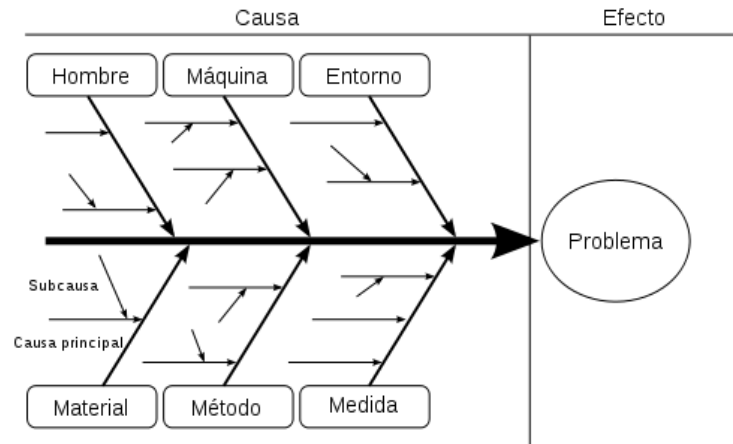 Causa
Efecto
Hombre
Máquina
Entorno
Problema
Subcausa
Causa principal
Material
Método
Medida